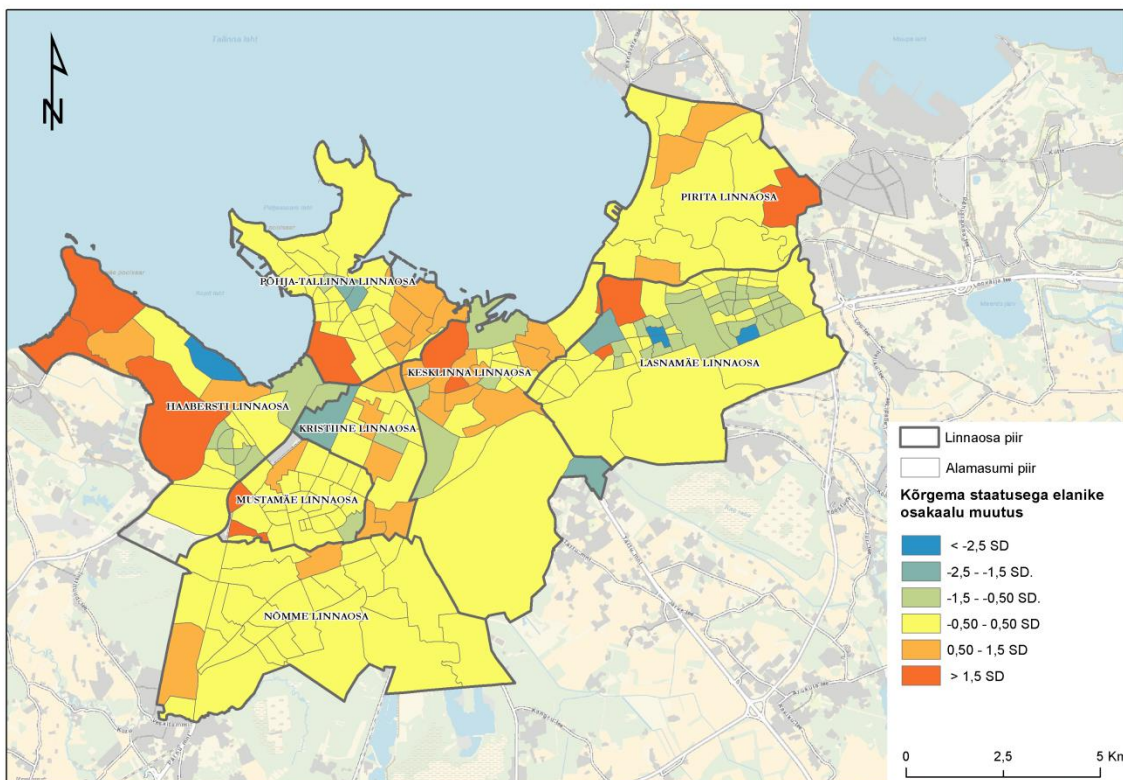 Tallinna laht
N
PIRITA LINNAOSA
PÕHJA-TALLINNA LINNAOSA
LASNAMÄE LINNAOSA
KESKLINNA LINNAOSA
HAABERSTI LINNAOSA
KRISTIINE LINNAOSA
MUSTAMÄE LINNAOSA
NÕMME LINNAOSA
Linnaosa piir
Alamasumi piir
Kõrgema staatusega elanike
osakaalu muutus
< -2,5 SD
-2,5 - -1,5 SD.
-1,5 - -0,50 SD.
-0,50 - 0,50 SD
0,50 - 1,5 SD
> 1,5 SD
0 2,5 5 Km